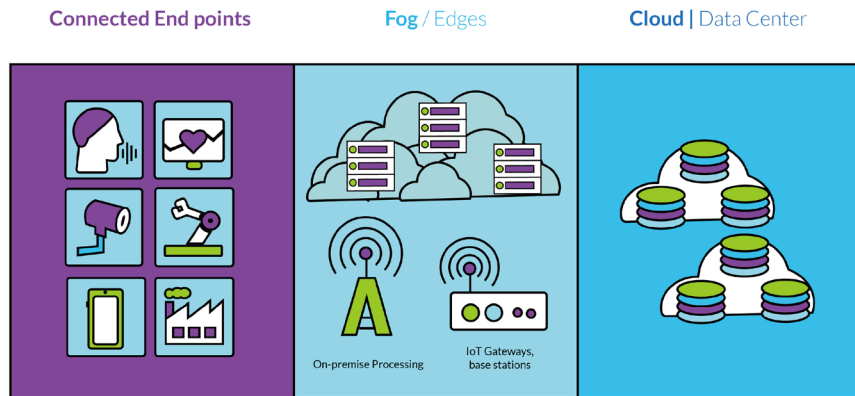 Connected End points
Fog / Edges
Cloud | Data Center
On-premise Processing
IoT Gateways,
base stations